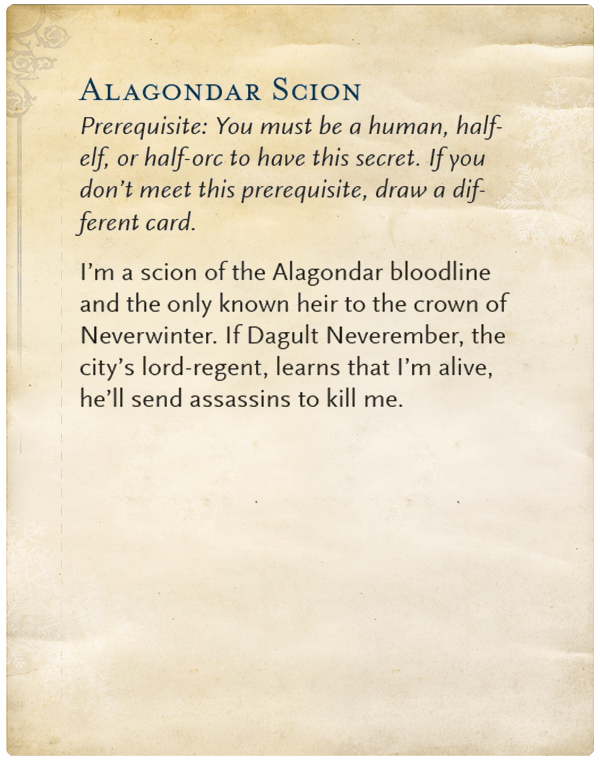 Alagondar Scion
Prerequisite: You must be a human, half-
elf, or half-orc to have this secret. If you
don't meet this prerequisite, draw a dif-
ferent card.
I'm a scion of the Alagondar bloodline
and the only known heir to the crown of
Neverwinter. If Dagult Neverember, the
city's lord-regent, learns that I'm alive,
he'll send assassins to kill me.